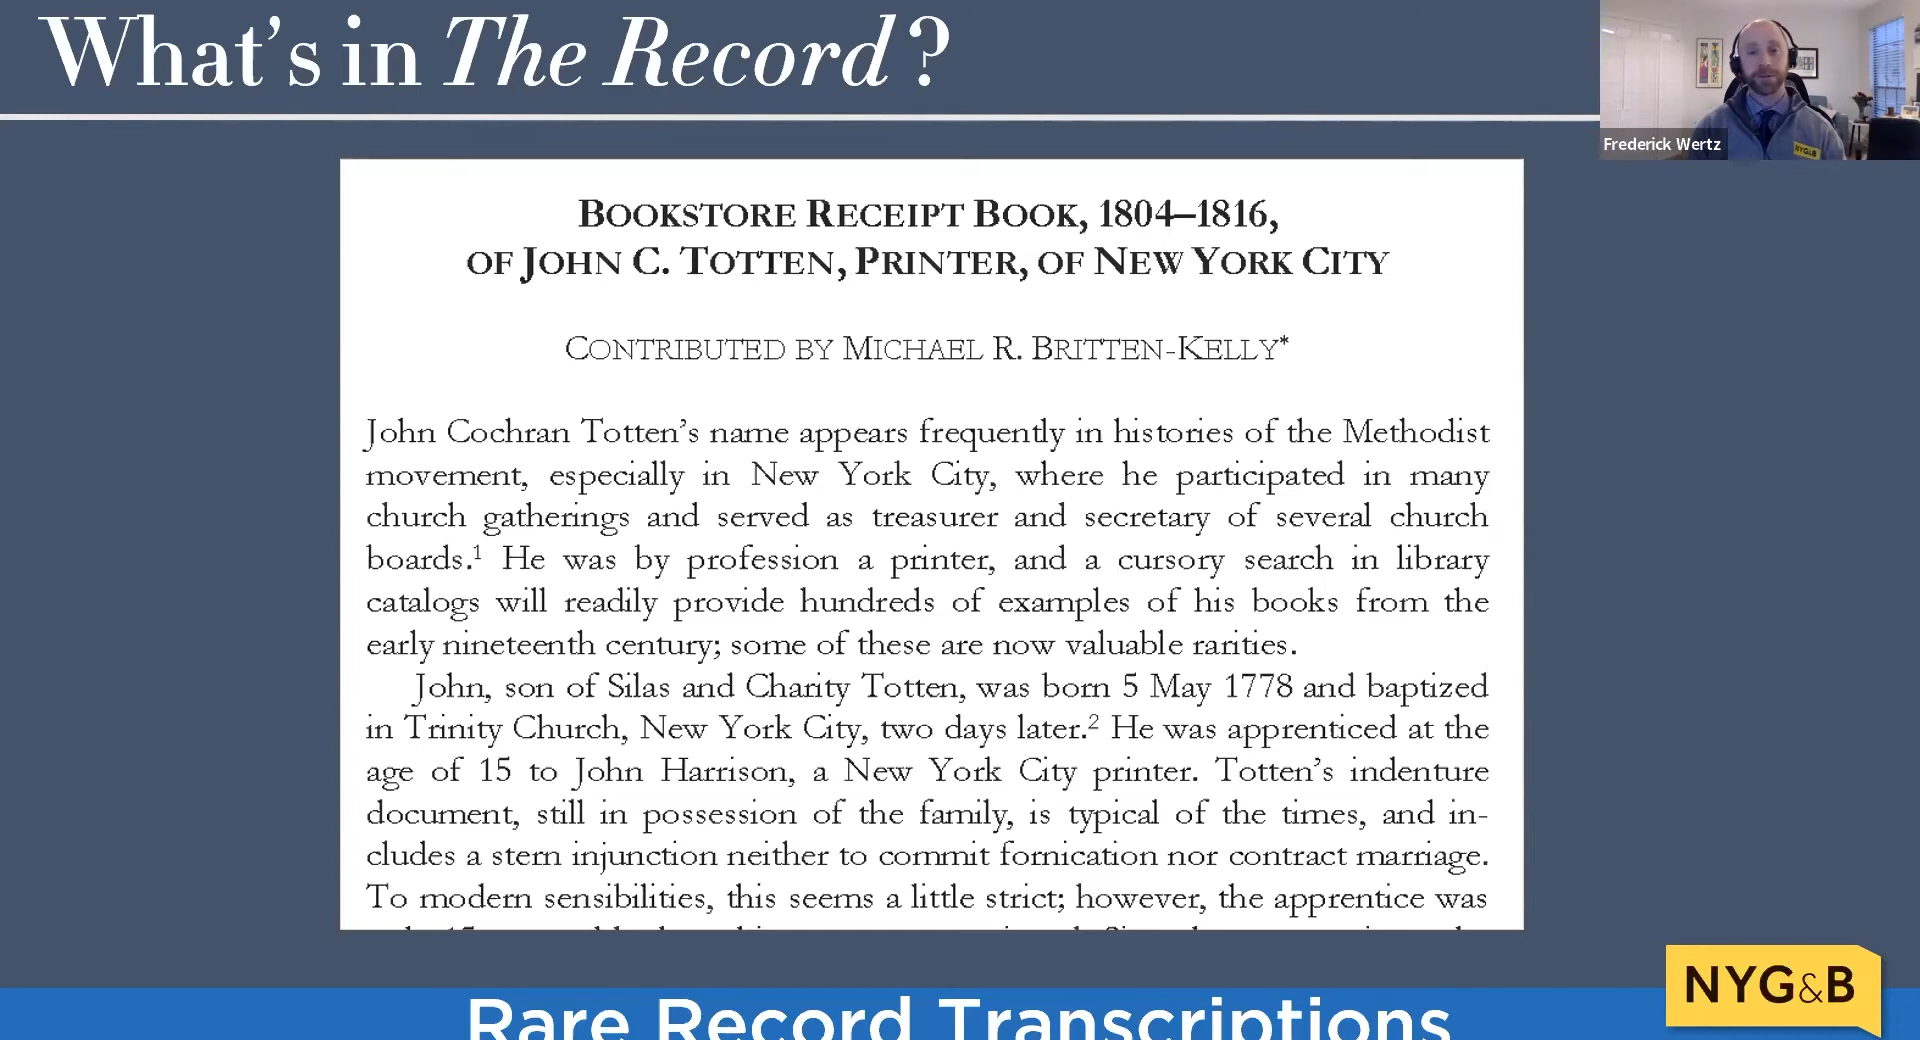 What's in The Record?
NYG&B
Frederick Wertz
BOOKSTORE RECEIPT BOOK, 1804–1816,
OF JOHN C. TOTTEN, PRINTER, OF NEW YORK CITY
CONTRIBUTED BY MICHAEL R. BRITTEN-KELLY*
John Cochran Totten's name appears frequently in histories of the Methodist
movement, especially in New York City, where he participated in many
church gatherings and served as treasurer and secretary of several church
boards.¹ He was by profession a printer, and a cursory search in library
catalogs will readily provide hundreds of examples of his books from the
early nineteenth century; some of these are now valuable rarities.
John, son of Silas and Charity Totten, was born 5 May 1778 and baptized
in Trinity Church, New York City, two days later.² He was apprenticed at the
age of 15 to John Harrison, a New York City printer. Totten's indenture
document, still in possession of the family, is typical of the times, and in-
cludes a stern injunction neither to commit fornication nor contract marriage.
To modern sensibilities, this seems a little strict; however, the apprentice was
NYG&B
Rare Record Transcriptions